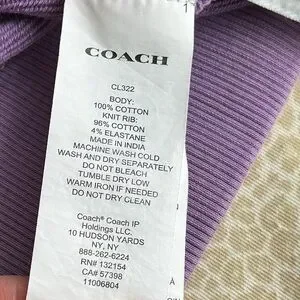 COACH
CL322
BODY:
100% COTTON
KNIT RIB:
96% COTTON
4% ELASTANE
MADE IN INDIA
MACHINE WASH COLD
WASH AND DRY SEPARATELY
DO NOT BLEACH
TUMBLE DRY LOW
WARM IRON IF NEEDED
DO NOT DRY CLEAN
Coach® Coach IP
Holdings LLC.
10 HUDSON YARDS
NY, NY
888-262-6224
RN# 132154
CA# 57398
11006804